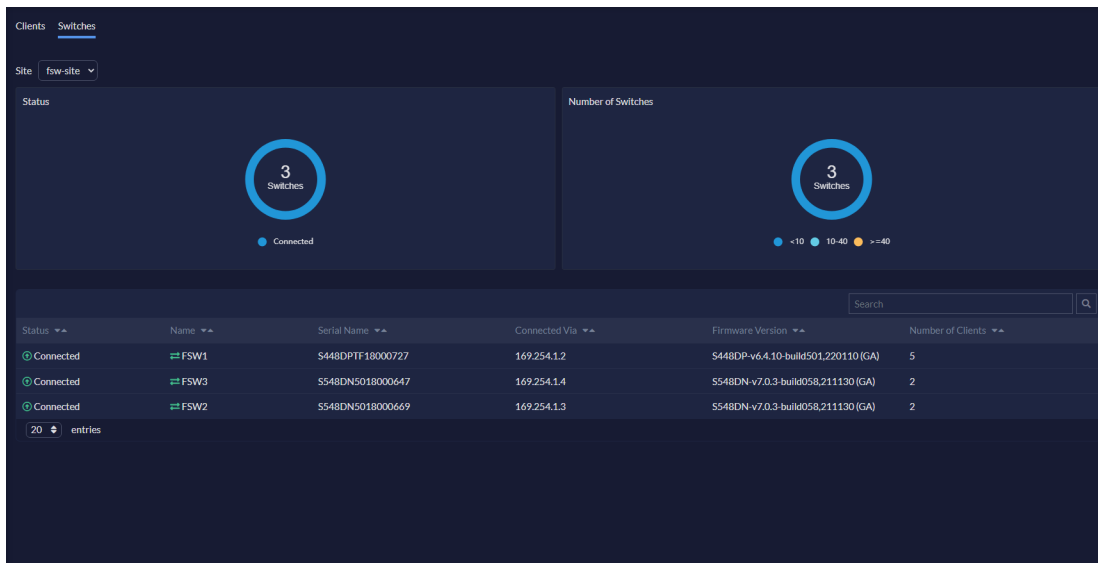 Clients Switches
Site fsw-site
Status
3
Switches
Connected
Number of Switches
3
Switches
<10 10-40 >=40
Search
Status Name Serial Name Connected Via Firmware Version Number of Clients
Connected FSW1 S448DPTF18000727 169.254.1.2 S448DP-v6.4.10-build501,220110 (GA) 5
Connected FSW3 S548DN5018000647 169.254.1.4 S548DN-v7.0.3-build058,211130 (GA) 2
Connected FSW2 S548DN5018000669 169.254.1.3 S548DN-v7.0.3-build058,211130 (GA) 2
20 entries